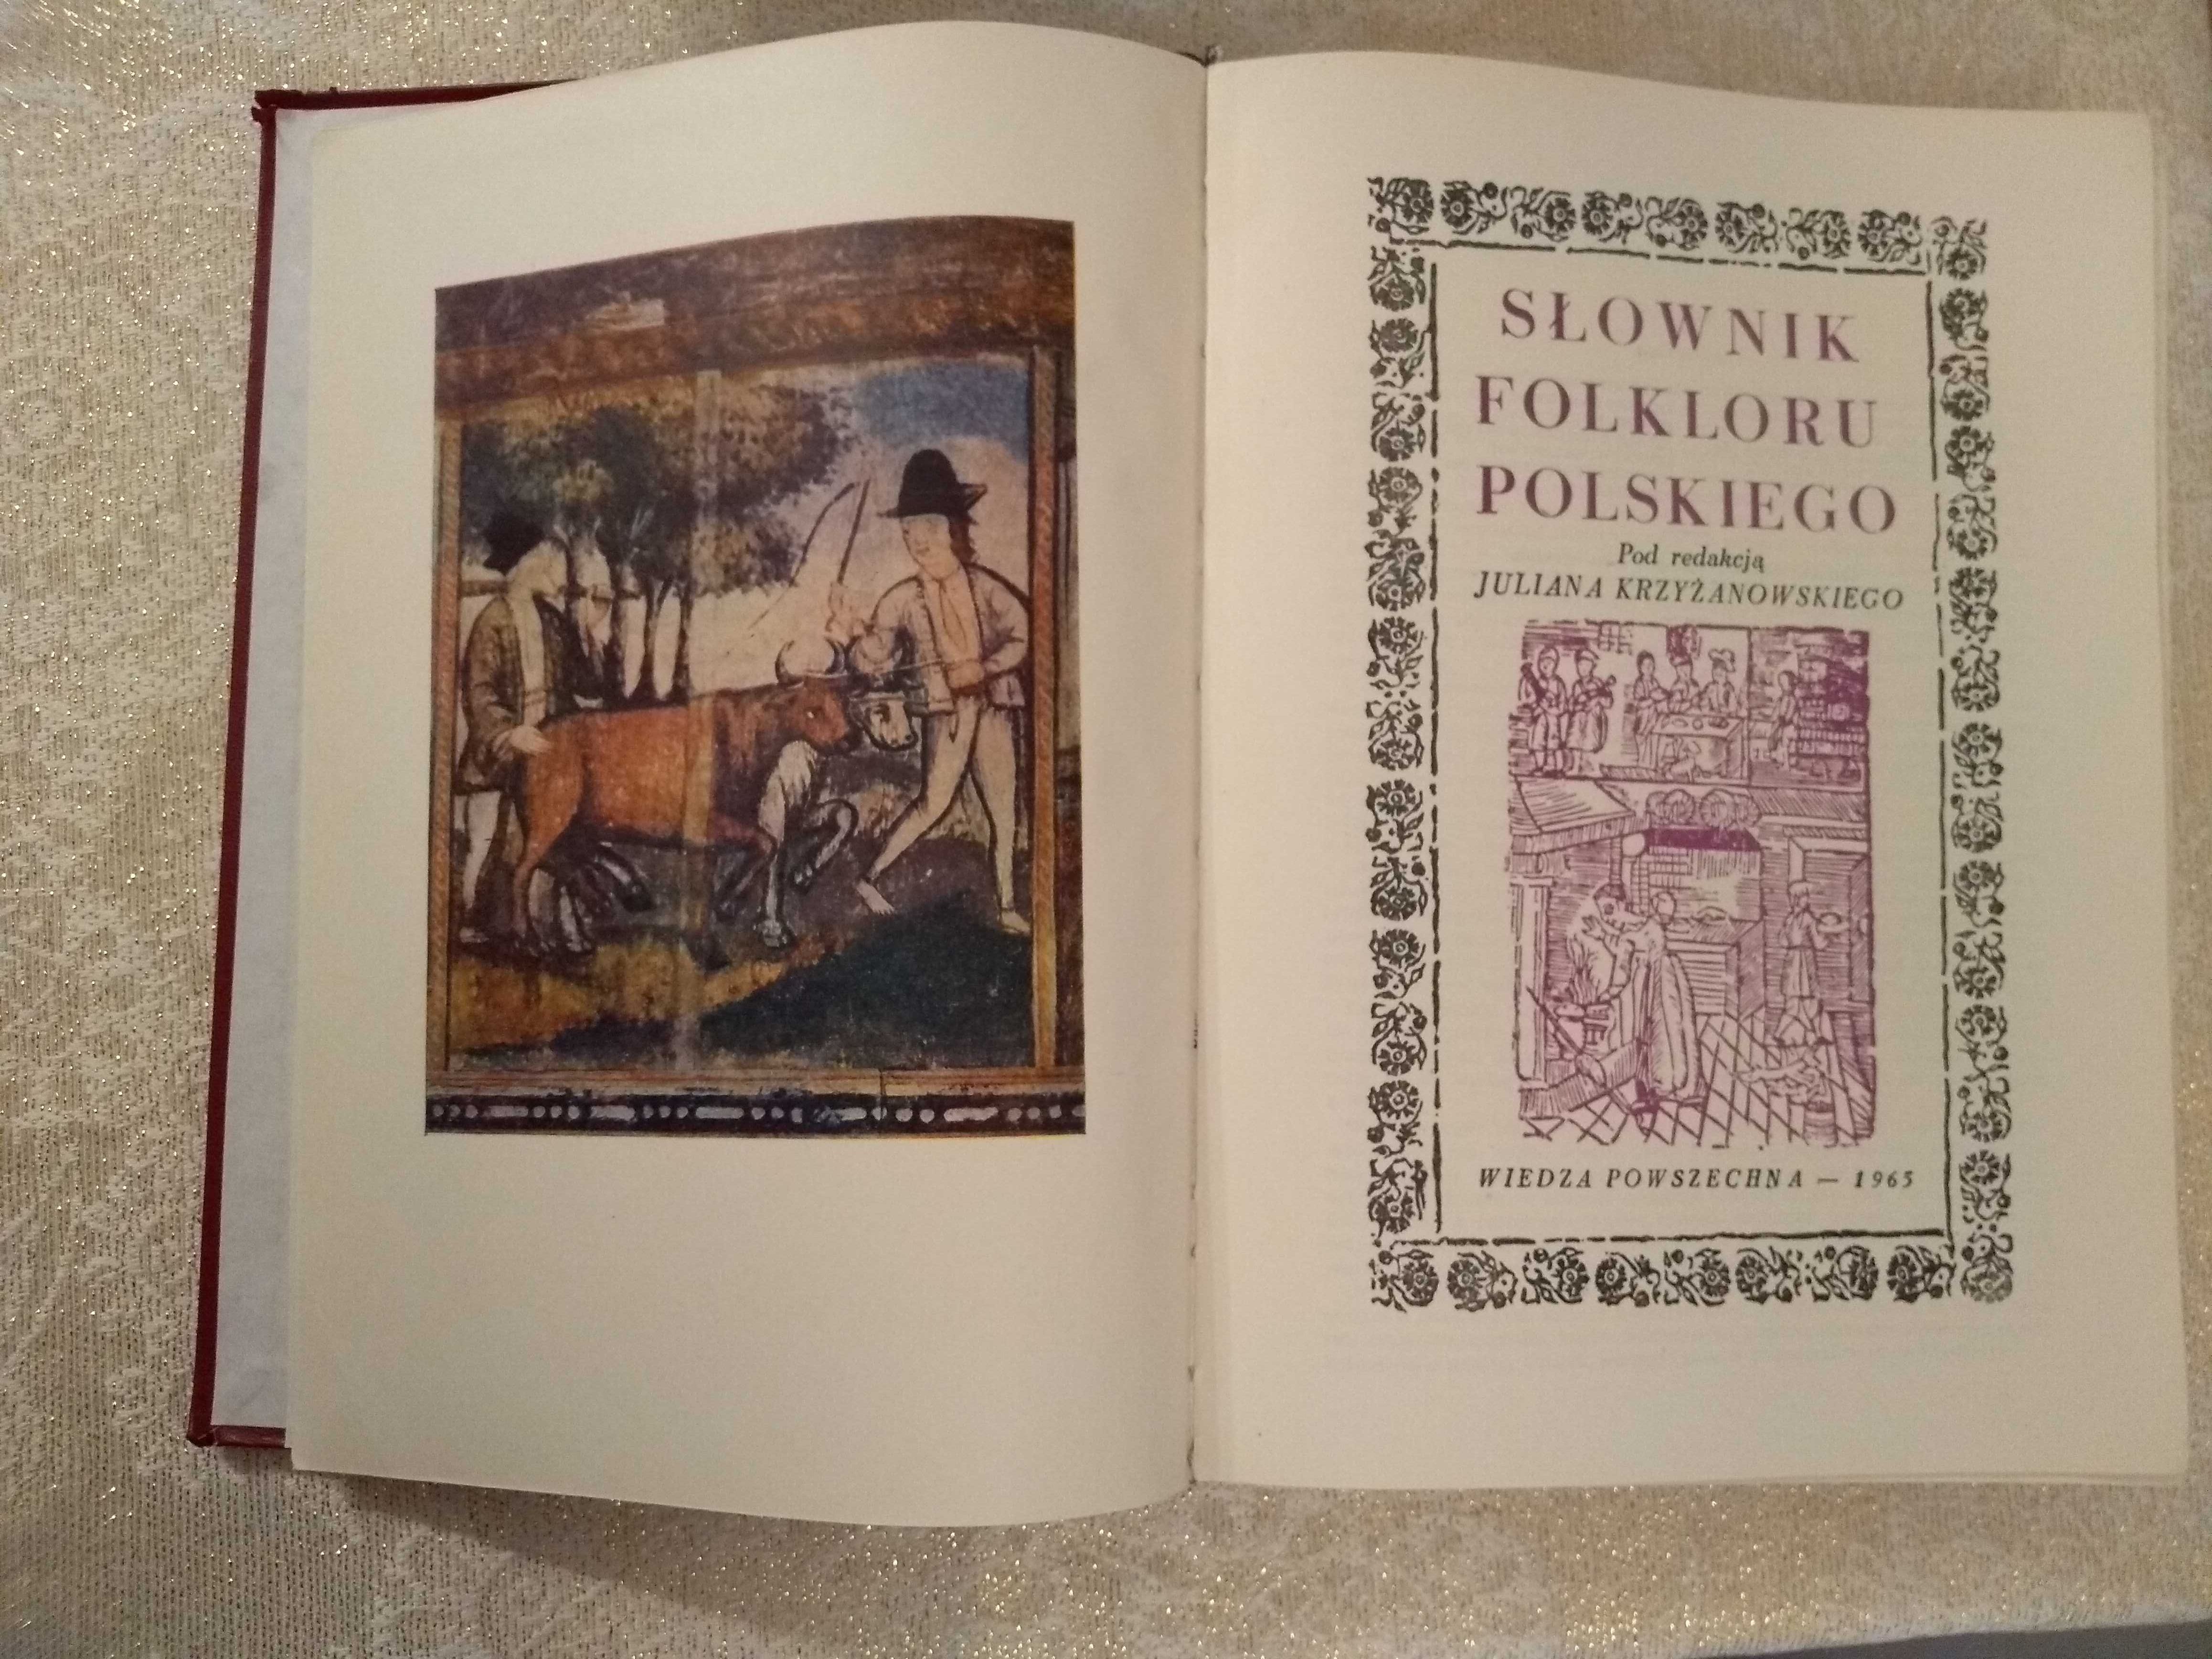 SŁOWNIK
FOLKLORU
POLSKIEGO
Pod redakcją
JULIANA KRZYŻANOWSKIEGO
WIEDZA POWSZECHNA — 1965